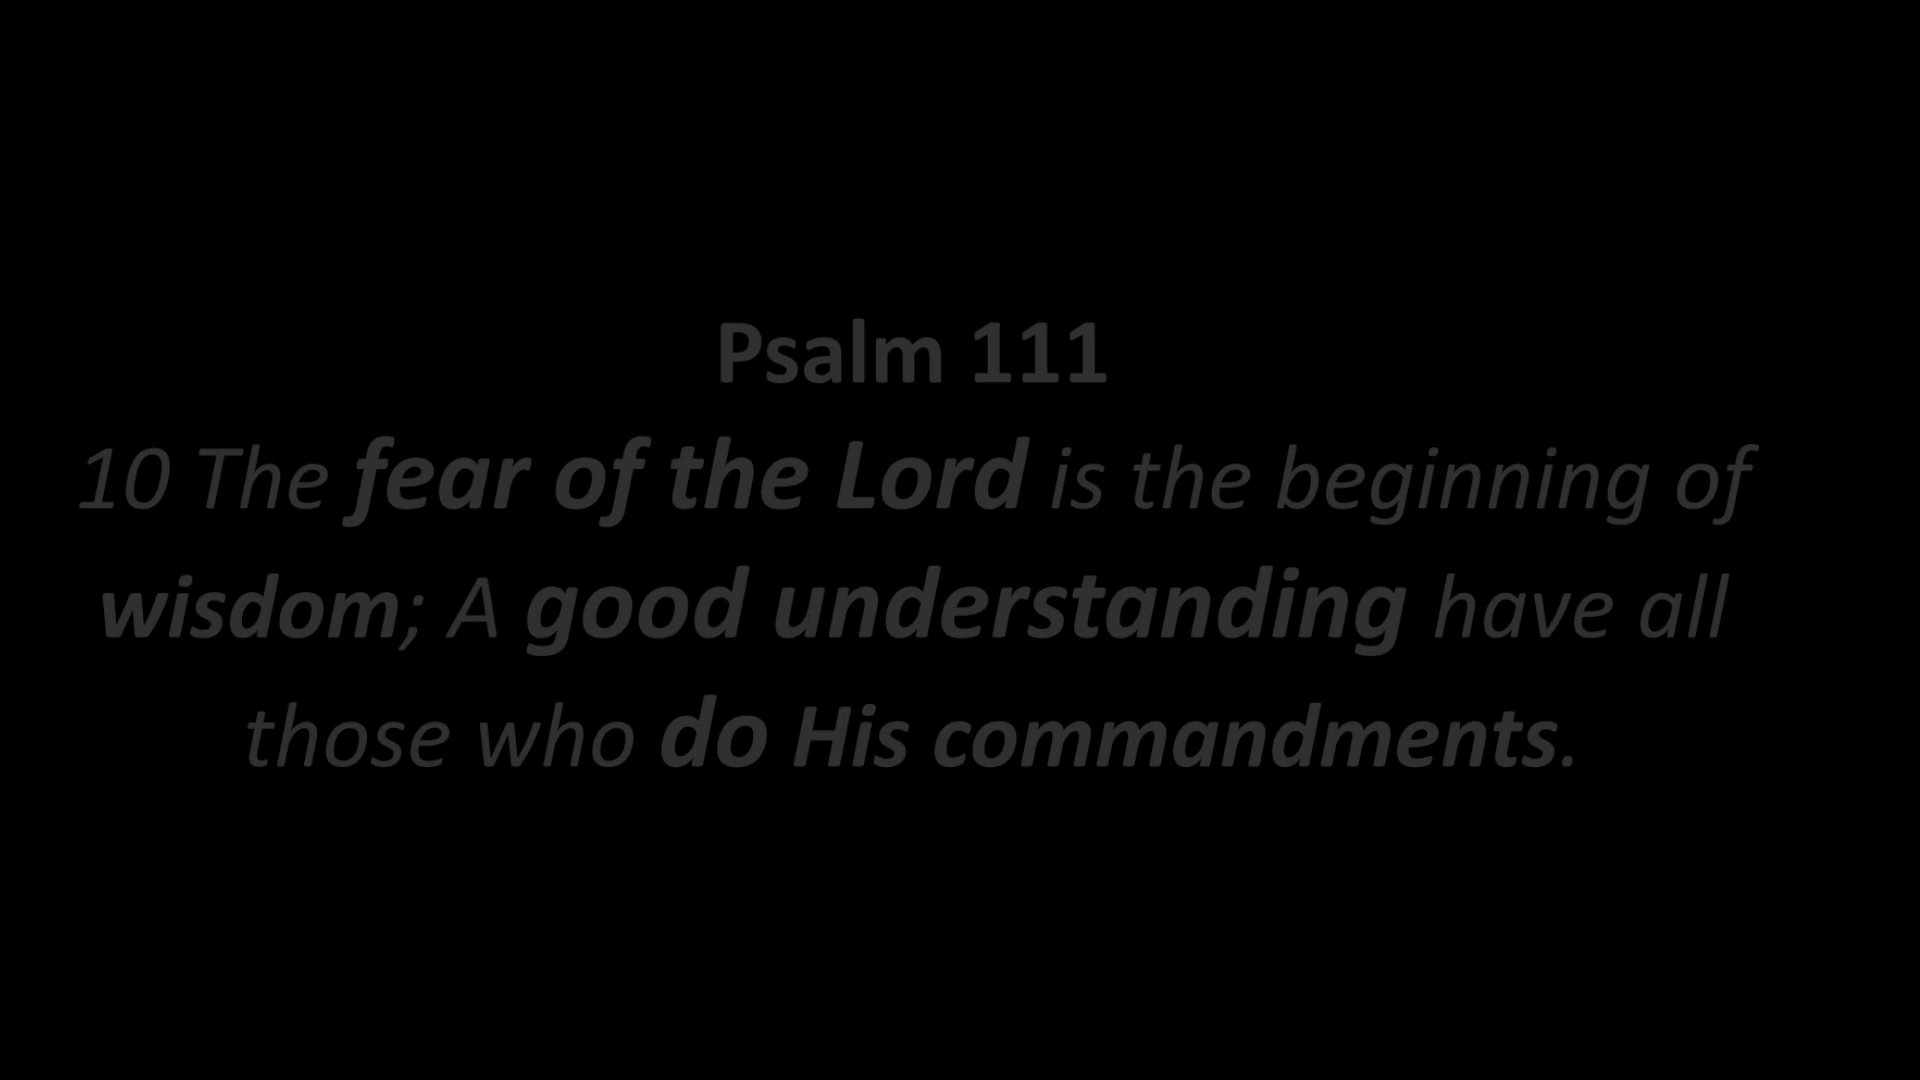 Psalm 111
10 The fear of the Lord is the beginning of
wisdom; A good understanding have all
those who do His commandments.